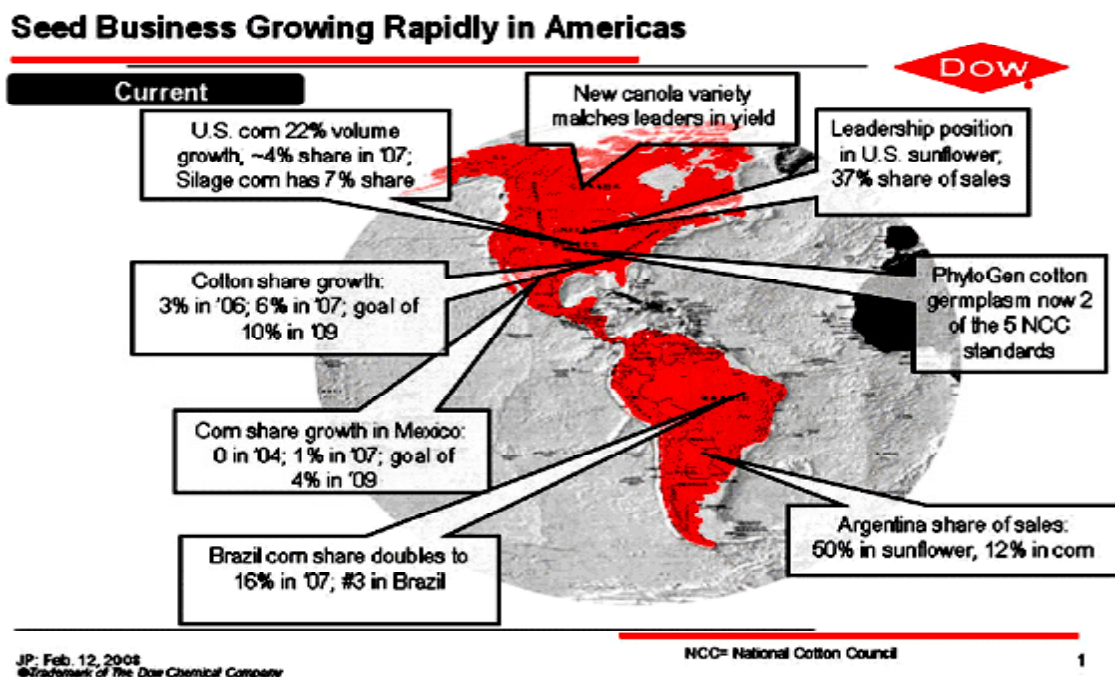 Seed Business Growing Rapidly in Americas
Dow
Current
New canola variety
matches leaders in yield
U.S. corn 22% volume
growth; ~4% share in '07;
Silage corn has 7% share
Leadership position
in U.S. sunflower;
37% share of sales
CANADA
Cotton share growth:
3% in '06; 6% in '07; goal of
10% in '09
PhytoGen cotton
germplasm now 2
of the 5 NCC
standards
Corn share growth in Mexico:
0 in '04; 1% in '07; goal of
4% in '09
BRAZIL
Brazil corn share doubles to
16% in '07; #3 in Brazil
Argentina share of sales:
50% in sunflower, 12% in corn
JP: Feb. 12, 2008
®Trademark of The Dow Chemical Company
NCC= National Cotton Council
1